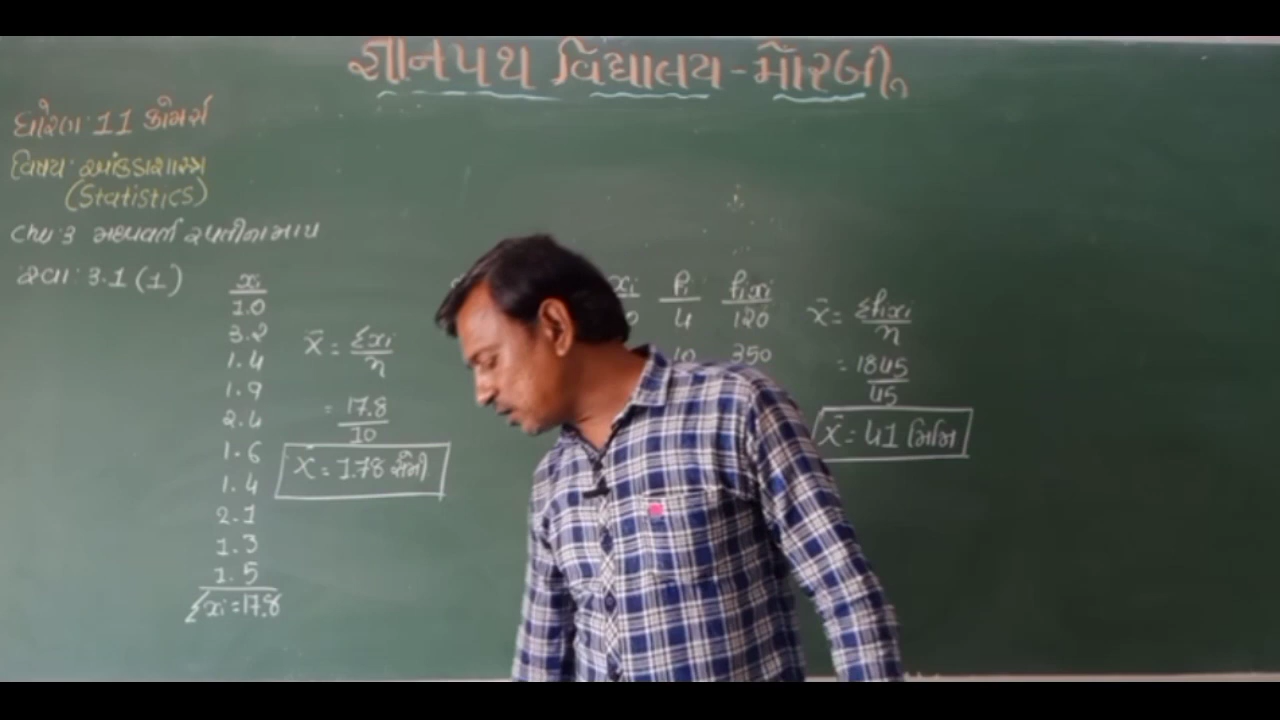 જ્ઞાનપથ વિદ્યાલય - મોરબી
ધોરણ: 11 કોમર્સ
વિષય: આંકડાશાસ્ત્ર
(Statistics)
Ch: 3 મધ્યવર્તી સ્થિતીના માપ
સ્વા: 3.1 (1)
xi
1.0
3.2
1.4
1.9
2.4
1.6
1.4
2.1
1.3
1.5
Σxi = 17.8
x̄ = Σxi / n
= 17.8 / 10
x̄ = 1.78 સેમી
xi fi fixi
4 120
10 350
x̄ = Σfixi / n
= 1845 / 45
x̄ = 41 મિમિ